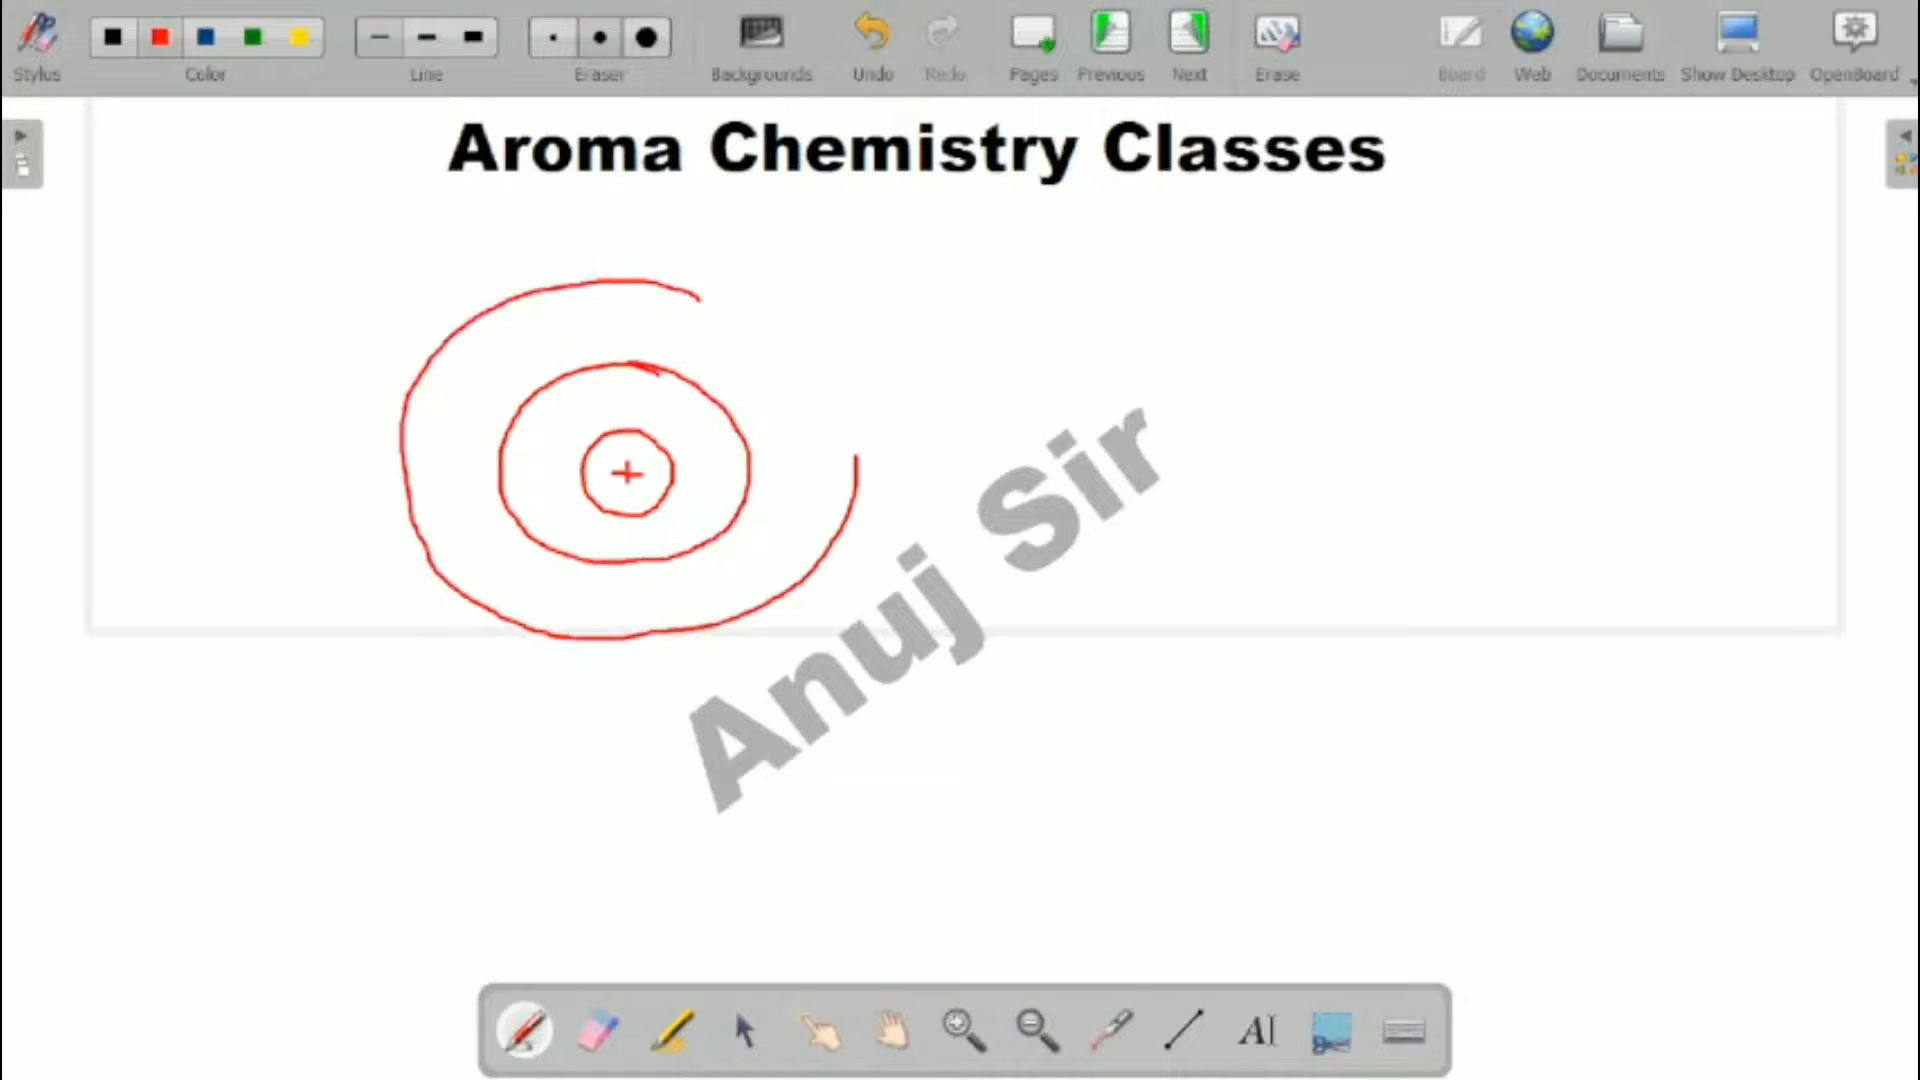 Stylus Color Line Eraser Backgrounds Undo Redo Pages Previous Next Erase Board Web Documents Show Desktop OpenBoard
Aroma Chemistry Classes
+
Anuj Sir
AI